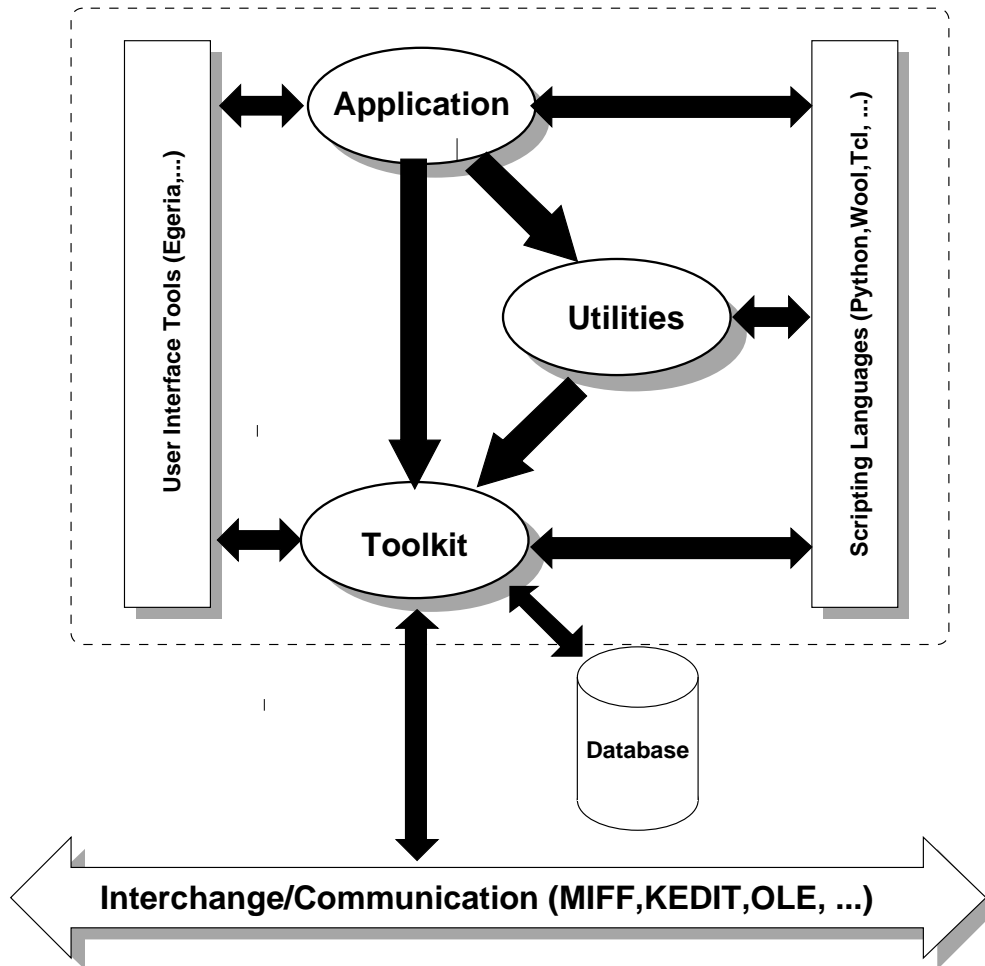 Application
User Interface Tools (Egeria,...)
Scripting Languages (Python,Wool,Tcl, ...)
Utilities
Toolkit
Database
Interchange/Communication (MIFF,KEDIT,OLE, ...)